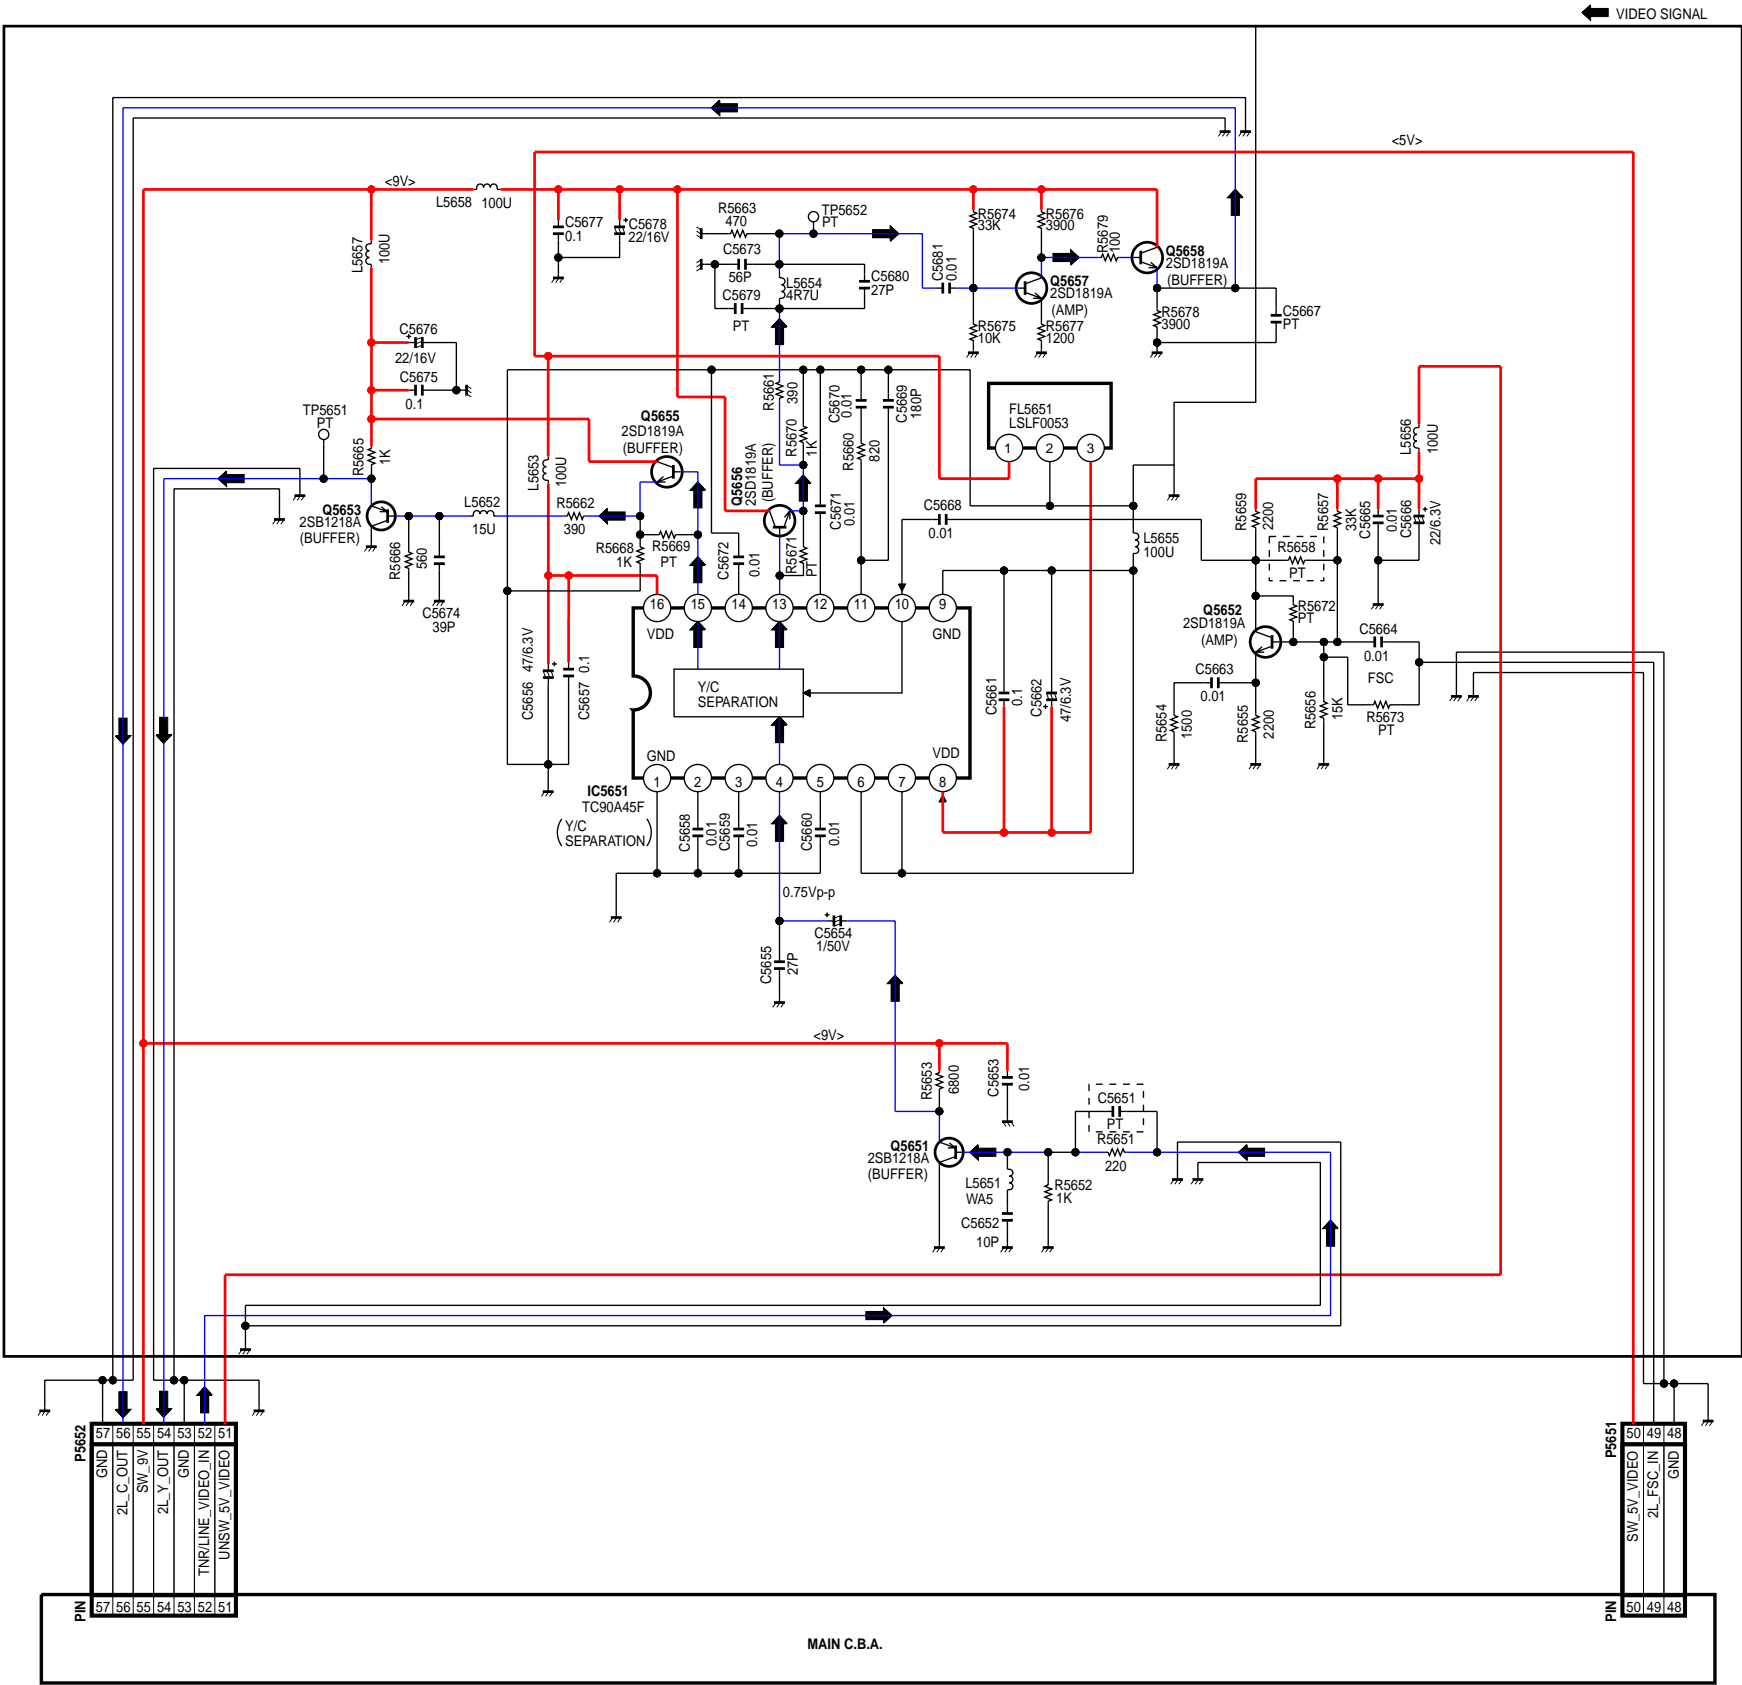 VIDEO SIGNAL
<5V>
<9V>
L5658 100U
L5657
100U
C5677
0.1
C5678
22/16V
R5663
470
TP5652
PT
C5673
56P
L5654
4R7U
C5680
27P
C5679
PT
C5681
0.01
R5674
33K
R5676
3900
R5679
100
Q5658
2SD1819A
(BUFFER)
Q5657
2SD1819A
(AMP)
R5675
10K
R5677
1200
R5678
3900
C5667
PT
C5676
22/16V
C5675
0.1
TP5651
PT
R5665
1K
Q5653
2SB1218A
(BUFFER)
L5652
15U
R5662
390
R5666
560
C5674
39P
Q5655
2SD1819A
(BUFFER)
L5653
100U
R5668
1K
R5669
PT
C5672
0.01
Q5656
2SD1819A
(BUFFER)
R5661
390
R5670
1K
R5671
PT
C5671
0.01
C5670
0.01
R5660
820
C5669
180P
FL5651
LSLF0053
1 2 3
C5668
0.01
L5655
100U
L5656
100U
R5659
2200
R5657
33K
C5665
0.01
C5666
22/6.3V
R5658
PT
R5672
PT
Q5652
2SD1819A
(AMP)
C5664
0.01
FSC
C5663
0.01
R5654
1500
R5655
2200
R5656
15K
R5673
PT
16 15 14 13 12 11 10 9
VDD
GND
C5656 47/6.3V
C5657 0.1
Y/C
SEPARATION
C5661
0.1
C5662
47/6.3V
GND
VDD
1 2 3 4 5 6 7 8
IC5651
TC90A45F
(Y/C
SEPARATION)
C5658
0.01
C5659
0.01
C5660
0.01
0.75Vp-p
C5654
1/50V
C5655
27P
<9V>
R5653
6800
C5653
0.01
C5651
PT
R5651
220
Q5651
2SB1218A
(BUFFER)
L5651
WA5
C5652
10P
R5652
1K
P5652
57 56 55 54 53 52 51
GND
2L_C_OUT
SW_9V
2L_Y_OUT
GND
TNR/LINE_VIDEO_IN
UNSW_5V_VIDEO
PIN
57 56 55 54 53 52 51
P5651
50 49 48
SW_5V_VIDEO
2L_FSC_IN
GND
PIN
50 49 48
MAIN C.B.A.